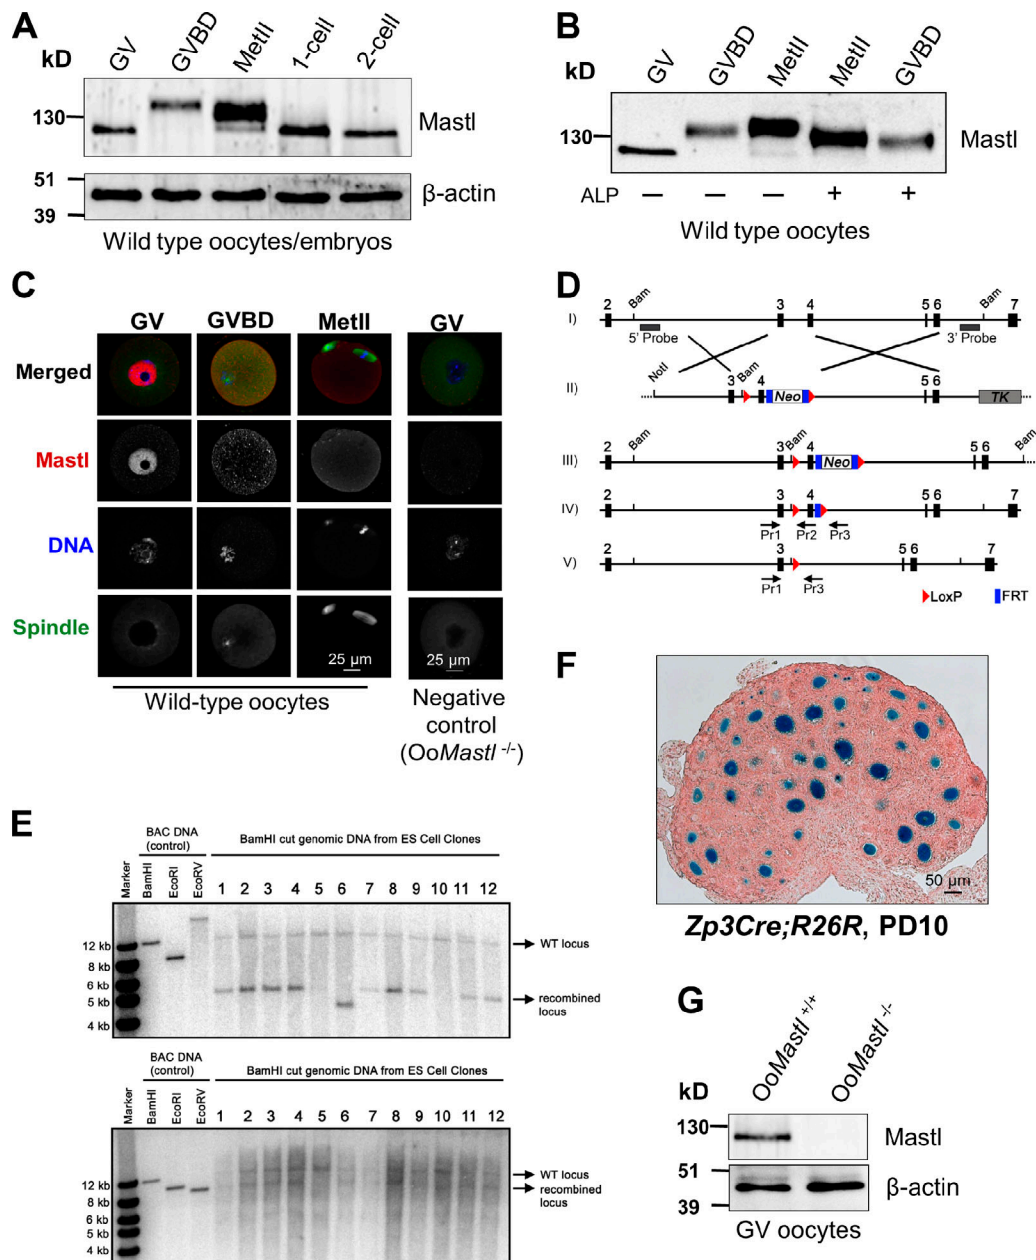 A
kD
GV
GVBD
MetII
1-cell
2-cell
130
Mastl
51
39
β-actin
Wild type oocytes/embryos
B
kD
GV
GVBD
MetII
MetII
GVBD
130
Mastl
ALP – – – + +
Wild type oocytes
C
GV GVBD MetII GV
Merged
Mastl
DNA
Spindle
25 µm
25 µm
Wild-type oocytes
Negative
control
(OoMastl -/-)
D
2 Bam 3 4 5 6 Bam 7
I)
5' Probe
3' Probe
NotI
3 Bam 4 5 6
II)
Neo
TK
2 Bam 3 Bam 4 5 6 Bam
III)
Neo
2 3 4 5 6 7
IV)
Pr1 Pr2 Pr3
2 3 5 6 7
V)
Pr1 Pr3
LoxP
FRT
E
BAC DNA
(control)
BamHI cut genomic DNA from ES Cell Clones
Marker
BamHI
EcoRI
EcoRV
1 2 3 4 5 6 7 8 9 10 11 12
12 kb
8 kb
6 kb
5 kb
4 kb
WT locus
recombined
locus
BAC DNA
(control)
BamHI cut genomic DNA from ES Cell Clones
Marker
BamHI
EcoRI
EcoRV
1 2 3 4 5 6 7 8 9 10 11 12
12 kb
8 kb
6 kb
5 kb
4 kb
WT locus
recombined
locus
F
50 µm
Zp3Cre;R26R, PD10
G
OoMastl +/+
OoMastl -/-
kD
130
Mastl
51
39
β-actin
GV oocytes